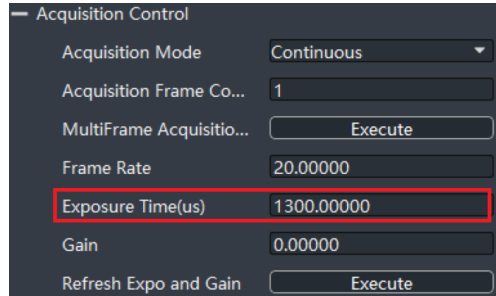 Acquisition Control
Acquisition Mode Continuous
Acquisition Frame Co... 1
MultiFrame Acquisitio... Execute
Frame Rate 20.00000
Exposure Time(us) 1300.00000
Gain 0.00000
Refresh Expo and Gain Execute